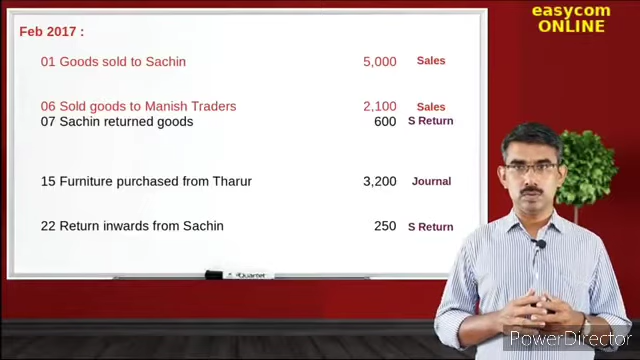 easycom
ONLINE
Feb 2017 :
01 Goods sold to Sachin 5,000 Sales
06 Sold goods to Manish Traders 2,100 Sales
07 Sachin returned goods 600 S Return
15 Furniture purchased from Tharur 3,200 Journal
22 Return inwards from Sachin 250 S Return
Quartet
PowerDirector